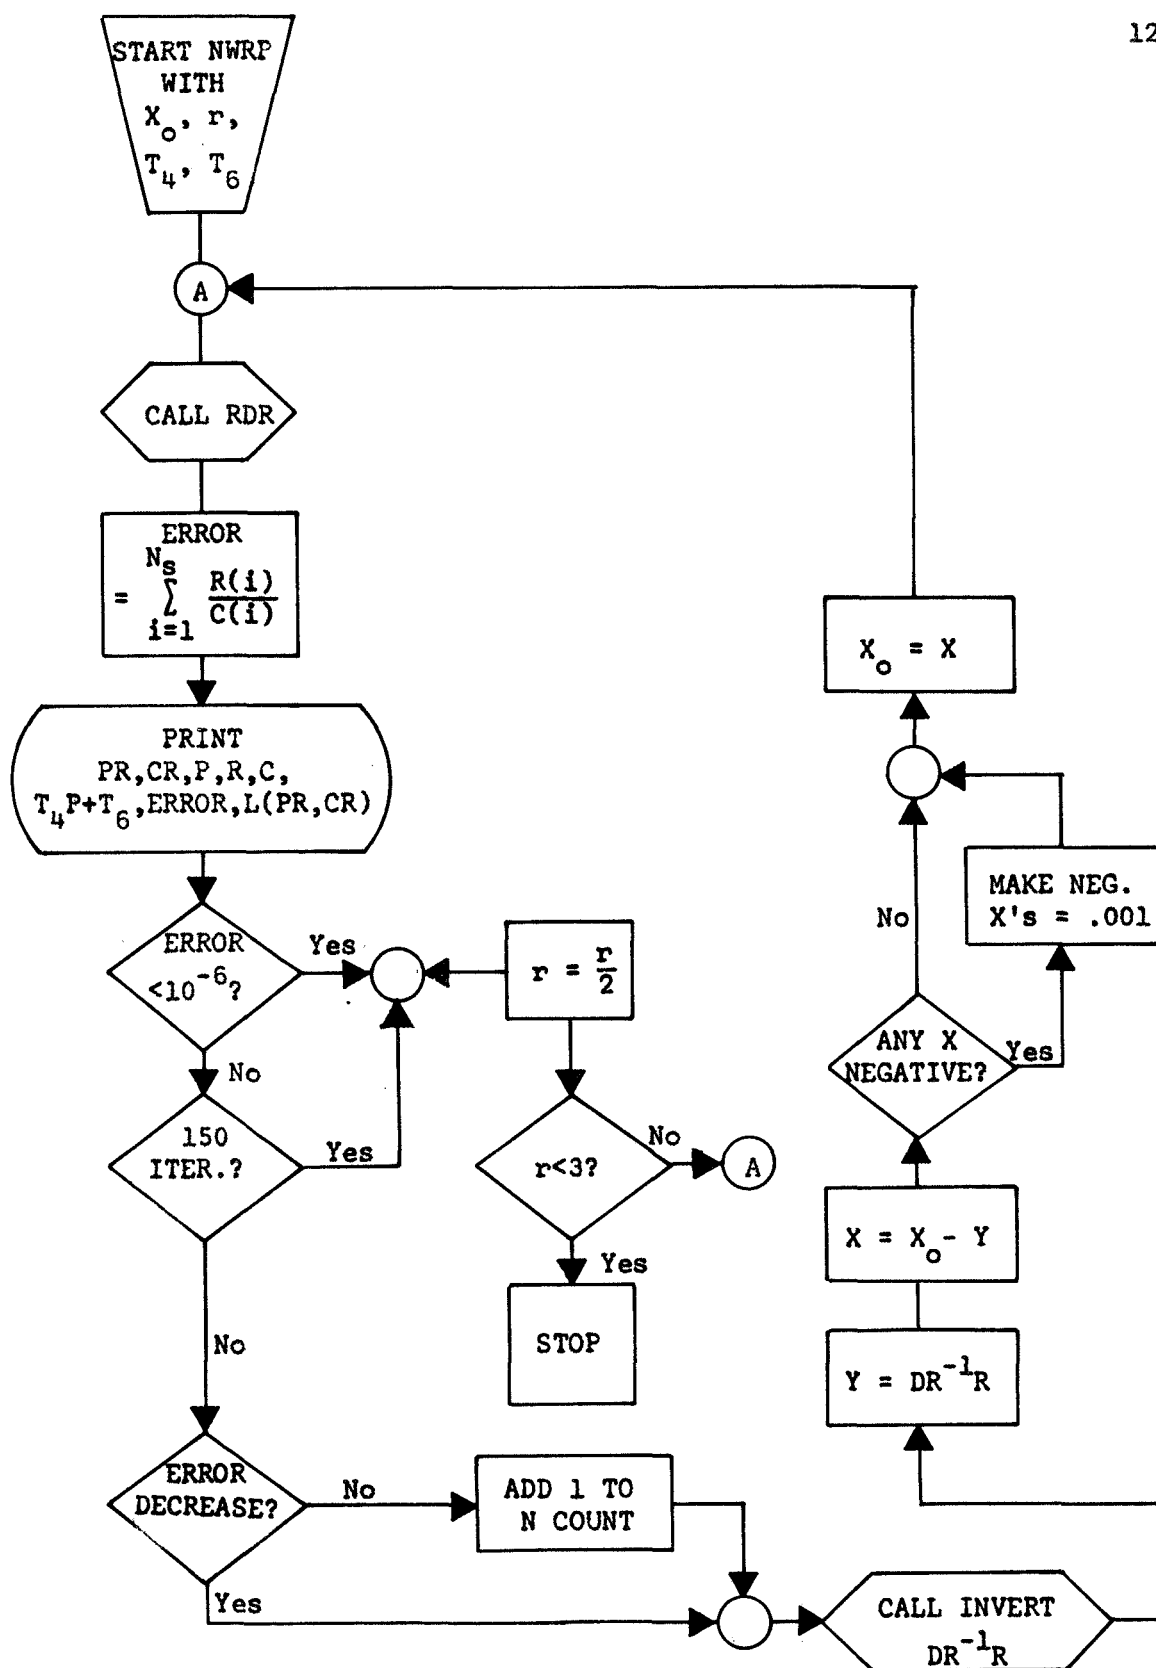 12
START NWRP
WITH
X_o, r,
T_4, T_6
A
CALL RDR
ERROR
N_s
= ∑ R(i)/C(i)
i=1
PRINT
PR,CR,P,R,C,
T_4P+T_6,ERROR,L(PR,CR)
ERROR
<10^-6?
Yes
No
r = r/2
150
ITER.?
Yes
No
r<3?
No
A
Yes
STOP
ERROR
DECREASE?
No
ADD 1 TO
N COUNT
Yes
CALL INVERT
DR^-1R
Y = DR^-1R
X = X_o - Y
ANY X
NEGATIVE?
Yes
No
MAKE NEG.
X's = .001
X_o = X